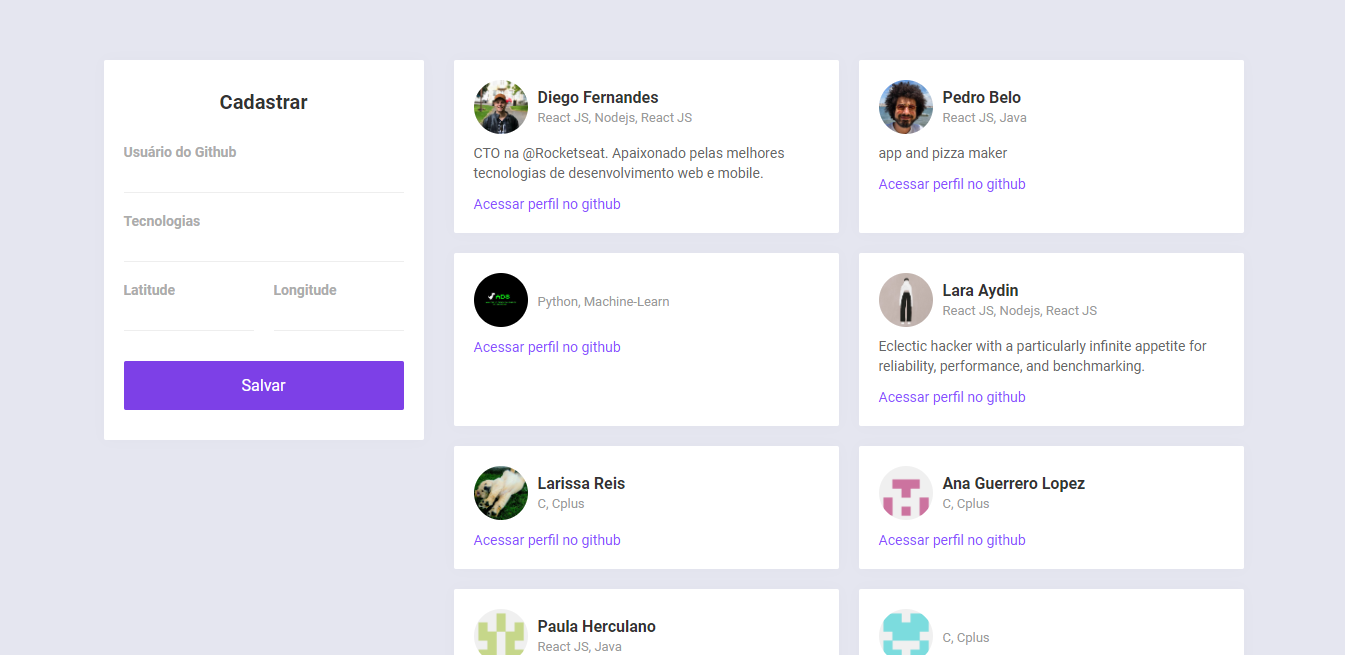 Cadastrar
Usuário do Github
Tecnologias
Latitude
Longitude
Salvar
Diego Fernandes
React JS, Nodejs, React JS
CTO na @Rocketseat. Apaixonado pelas melhores
tecnologias de desenvolvimento web e mobile.
Acessar perfil no github
Pedro Belo
React JS, Java
app and pizza maker
Acessar perfil no github
Python, Machine-Learn
Acessar perfil no github
Lara Aydin
React JS, Nodejs, React JS
Eclectic hacker with a particularly infinite appetite for
reliability, performance, and benchmarking.
Acessar perfil no github
Larissa Reis
C, Cplus
Acessar perfil no github
Ana Guerrero Lopez
C, Cplus
Acessar perfil no github
Paula Herculano
React JS, Java
C, Cplus